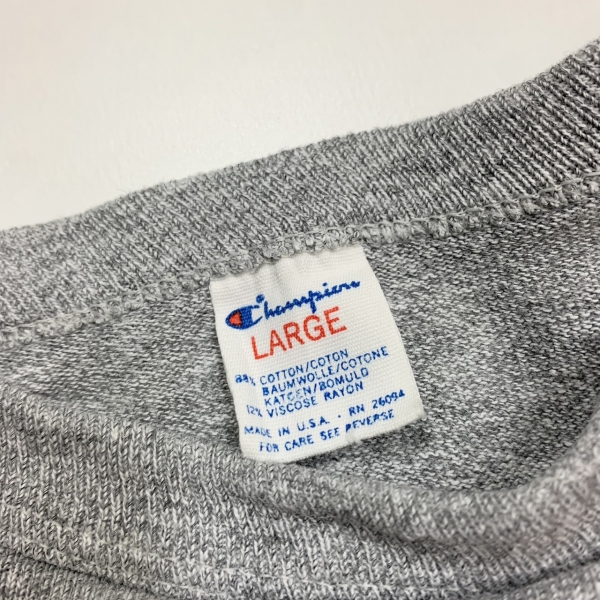 Champion
LARGE
88% COTTON/COTON
BAUMWOLLE/COTONE
KATOEN/BOMULD
12% VISCOSE RAYON
MADE IN U.S.A. · RN 26094
FOR CARE SEE REVERSE